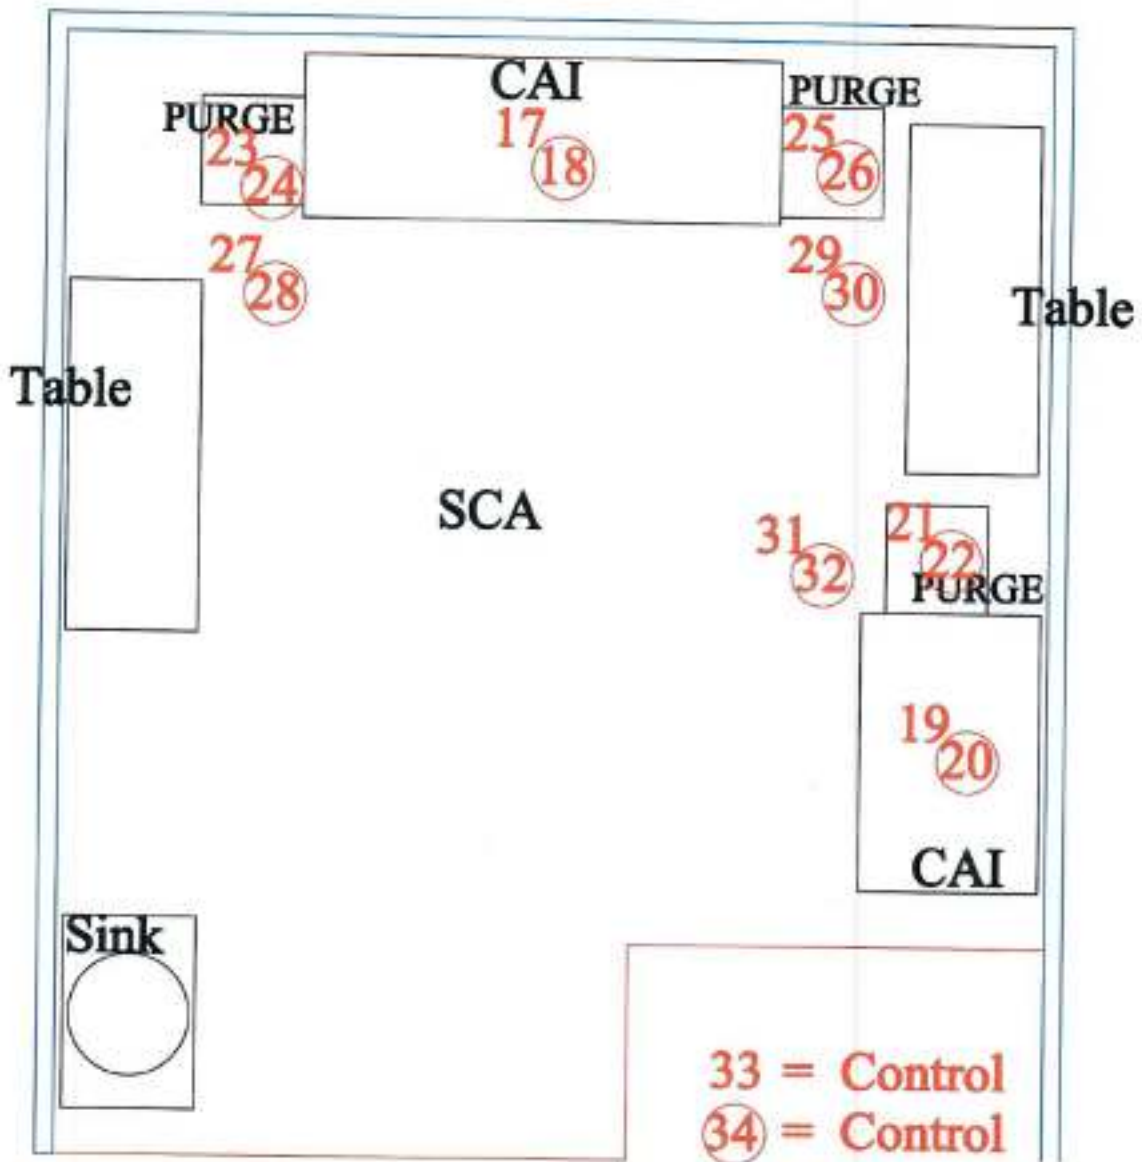 CAI
PURGE
PURGE
17
18
23
24
25
26
27
28
29
30
Table
Table
SCA
31
32
21
22
PURGE
19
20
CAI
Sink
33 = Control
34 = Control